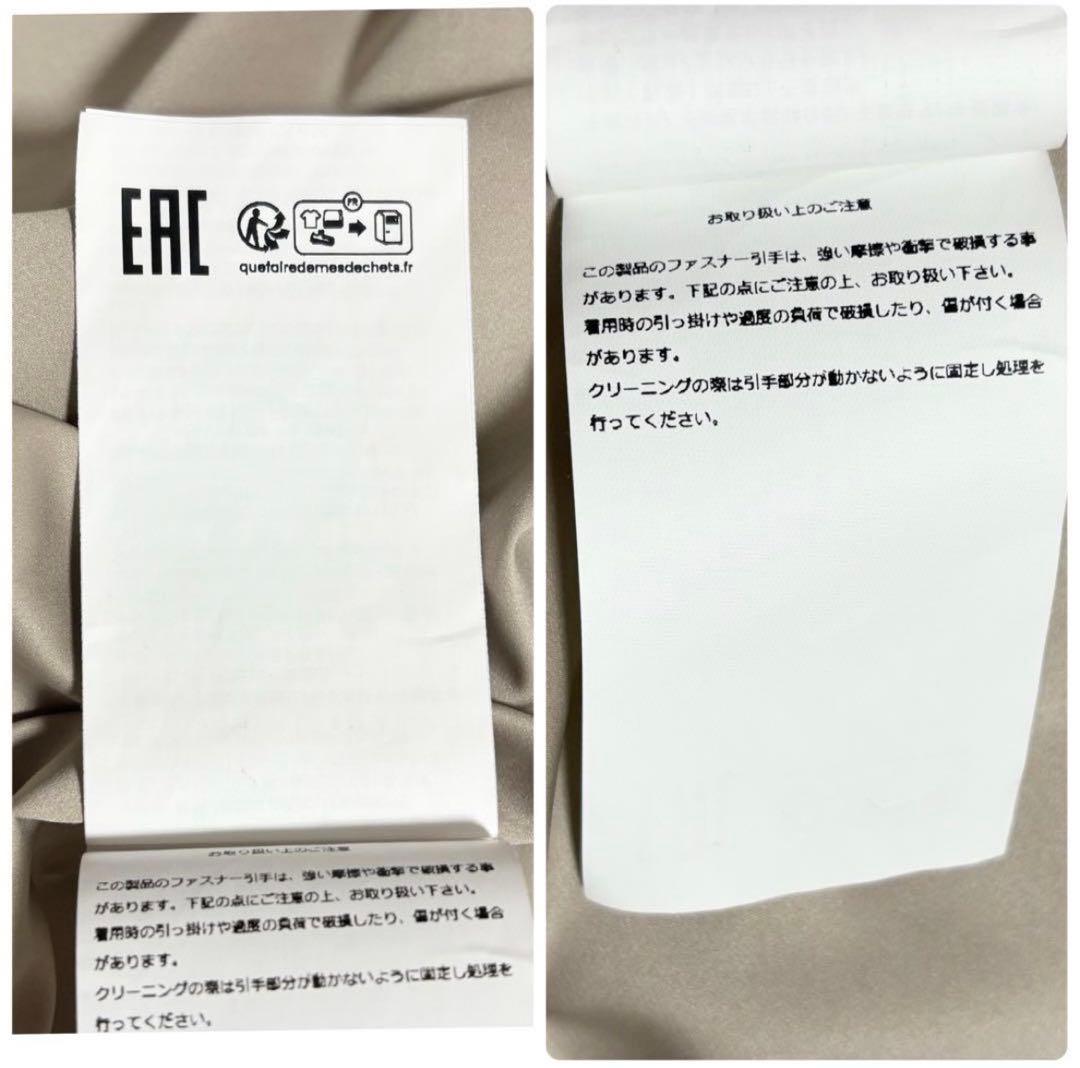 EAC
FR
quefairedemesdechets.fr
お取り扱い上のご注意
この製品のファスナー引手は、強い摩擦や衝撃で破損する事
があります。下記の点にご注意の上、お取り扱い下さい。
着用時の引っ掛けや過度の負荷で破損したり、傷が付く場合
があります。
クリーニングの際は引手部分が動かないように固定し処理を
行ってください。
お取り扱い上のご注意
この製品のファスナー引手は、強い摩擦や衝撃で破損する事
があります。下記の点にご注意の上、お取り扱い下さい。
着用時の引っ掛けや過度の負荷で破損したり、傷が付く場合
があります。
クリーニングの際は引手部分が動かないように固定し処理を
行ってください。